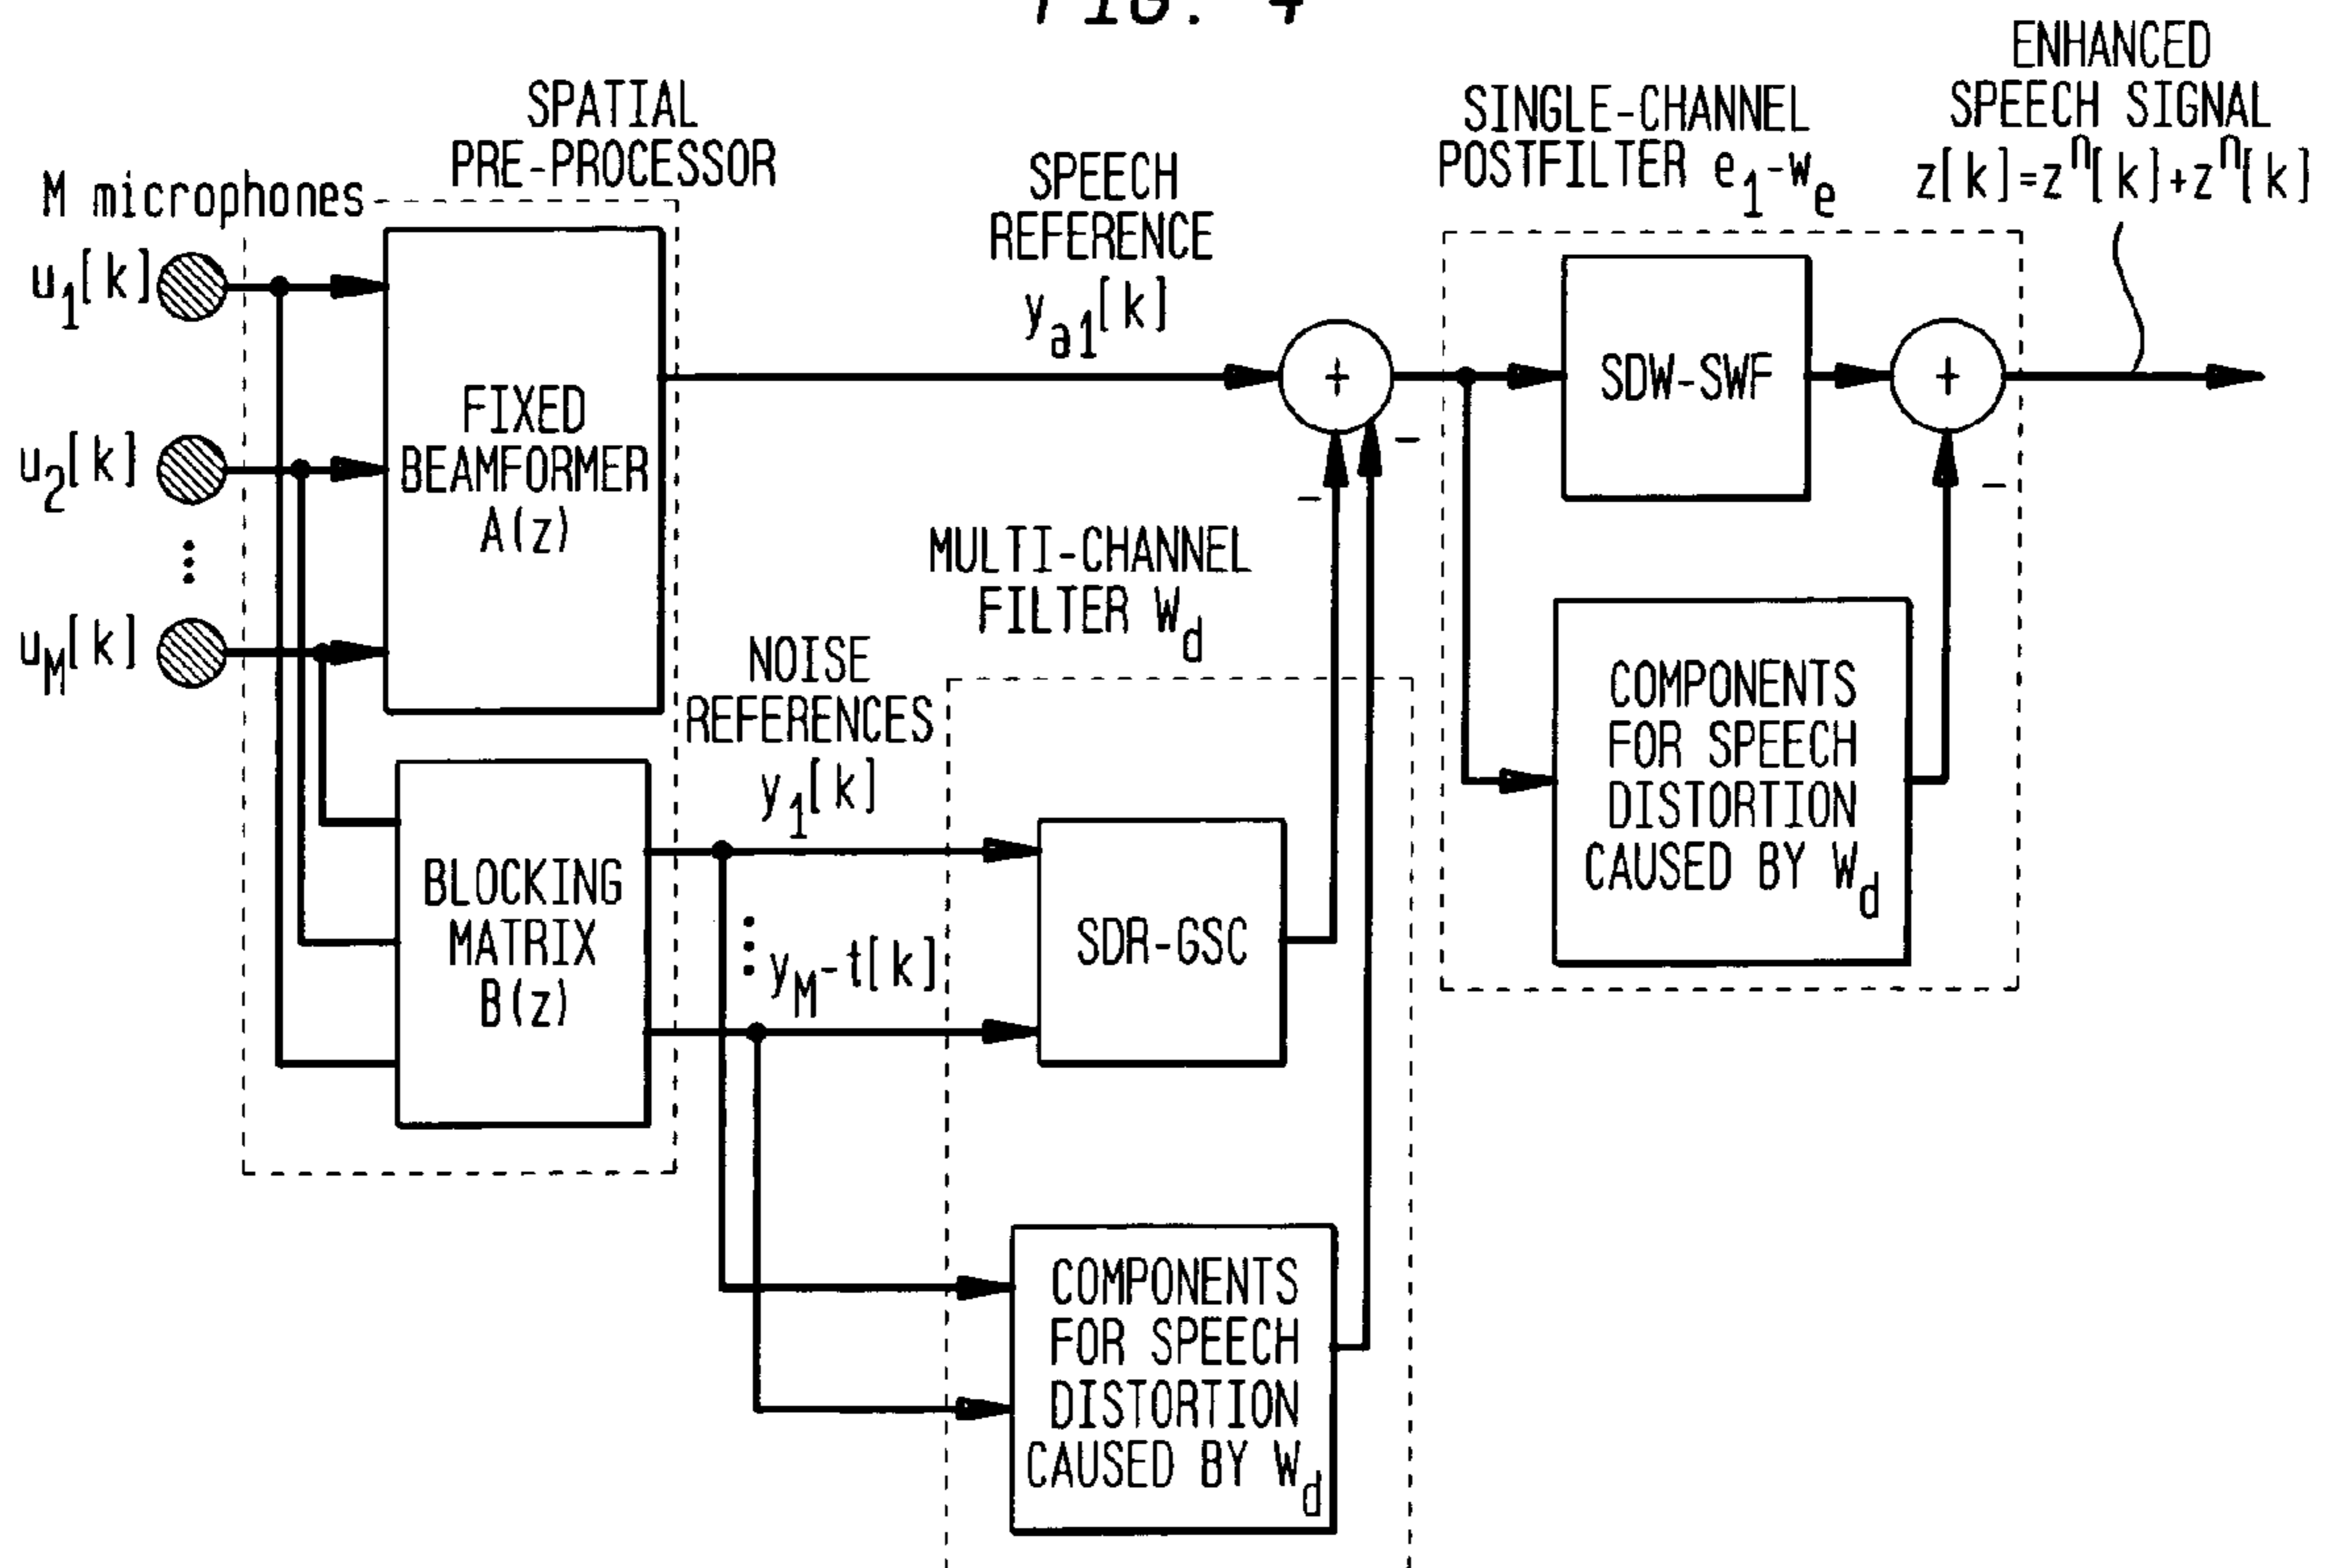 FIG. 4
SPATIAL
PRE-PROCESSOR
M microphones
u1[k]
u2[k]
uM[k]
FIXED
BEAMFORMER
A(z)
BLOCKING
MATRIX
B(z)
SPEECH
REFERENCE
ya1[k]
NOISE
REFERENCES
y1[k]
yM-t[k]
MULTI-CHANNEL
FILTER Wd
SDR-GSC
COMPONENTS
FOR SPEECH
DISTORTION
CAUSED BY Wd
+
-
-
SINGLE-CHANNEL
POSTFILTER e1-we
SDW-SWF
COMPONENTS
FOR SPEECH
DISTORTION
CAUSED BY Wd
+
-
ENHANCED
SPEECH SIGNAL
z[k]=zn[k]+zn[k]